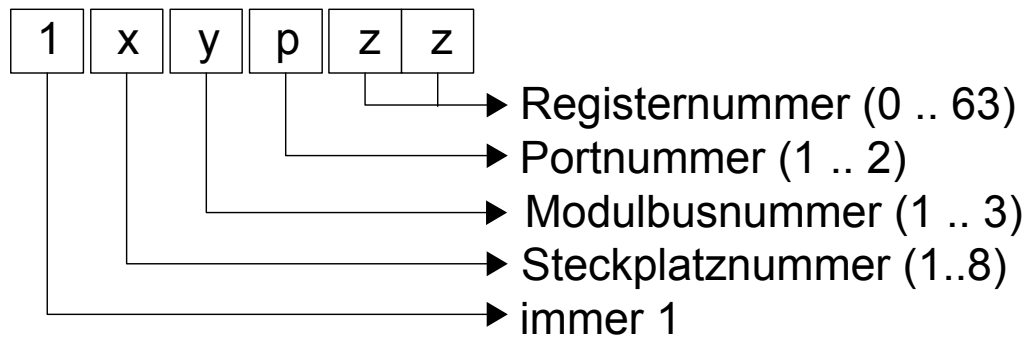 1 x y p z z
Registernummer (0 .. 63)
Portnummer (1 .. 2)
Modulbusnummer (1 .. 3)
Steckplatznummer (1..8)
immer 1